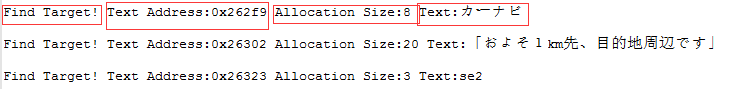 Find Target! Text Address:0x262f9 Allocation Size:8 Text:カーナビ
Find Target! Text Address:0x26302 Allocation Size:20 Text:「およそ１km先、目的地周辺です」
Find Target! Text Address:0x26323 Allocation Size:3 Text:se2